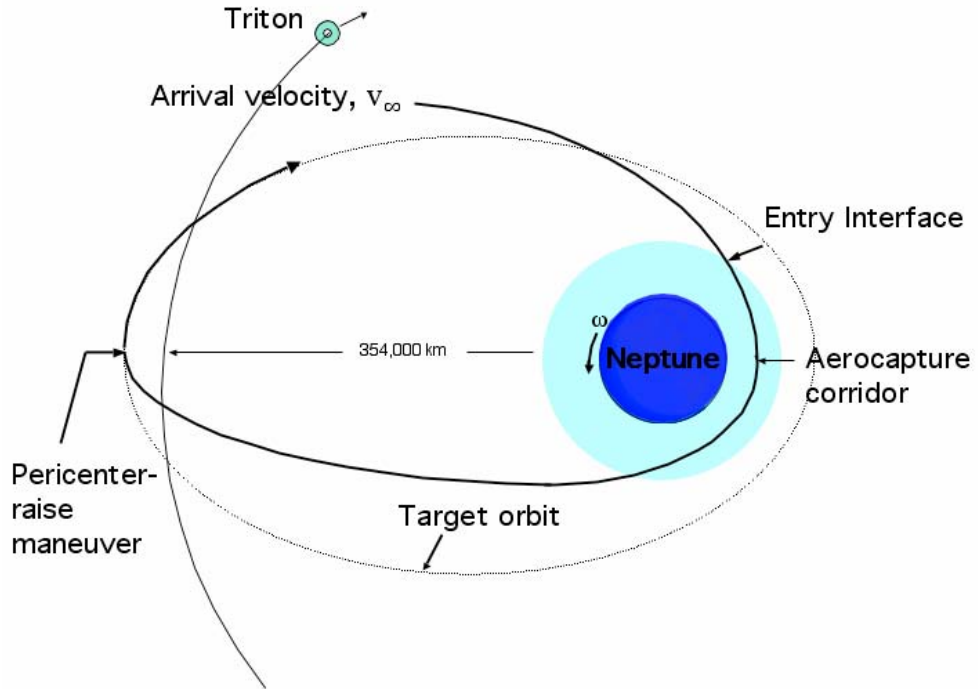 Triton
Arrival velocity, v∞
Entry Interface
ω
354,000 km
Neptune
Aerocapture
corridor
Pericenter-
raise
maneuver
Target orbit